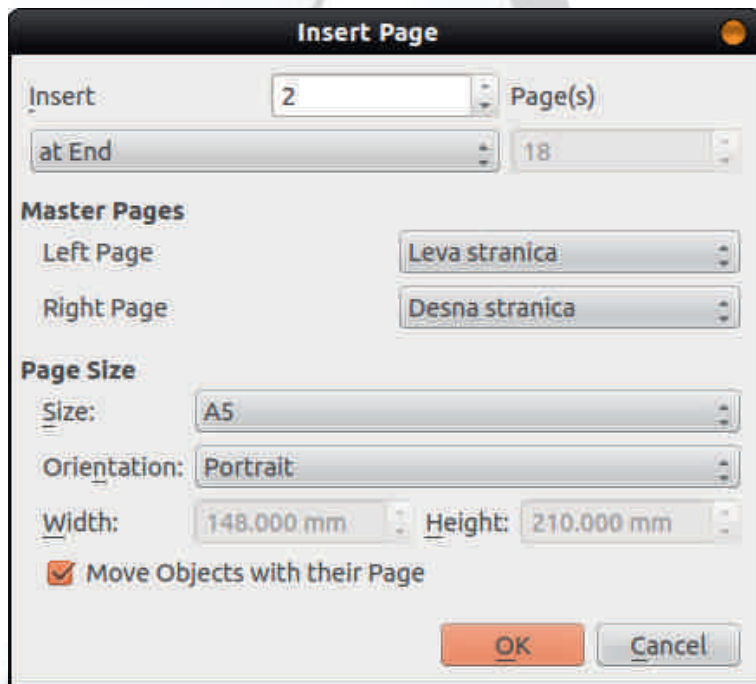 Insert Page
Insert 2 Page(s)
at End 18
Master Pages
Left Page Leva stranica
Right Page Desna stranica
Page Size
Size: A5
Orientation: Portrait
Width: 148.000 mm Height: 210.000 mm
Move Objects with their Page
OK Cancel